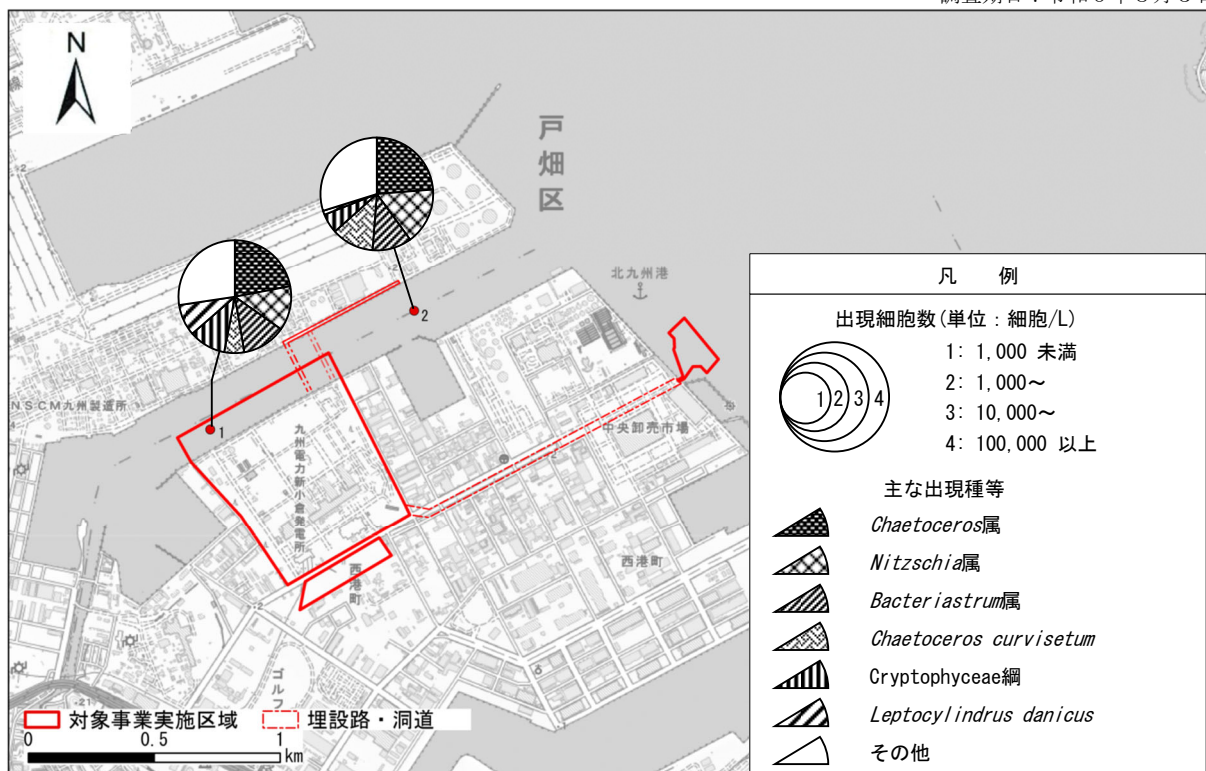 N
戸畑区
北九州港
2
1
NSCM九州製造所
九州電力新小倉発電所
中央卸売市場
西港町
西港町
ゴルフ
対象事業実施区域
埋設路・洞道
0 0.5 1
km
凡 例
出現細胞数(単位:細胞/L)
1 2 3 4
1: 1,000 未満
2: 1,000～
3: 10,000～
4: 100,000 以上
主な出現種等
Chaetoceros属
Nitzschia属
Bacteriastrum属
Chaetoceros curvisetum
Cryptophyceae綱
Leptocylindrus danicus
その他